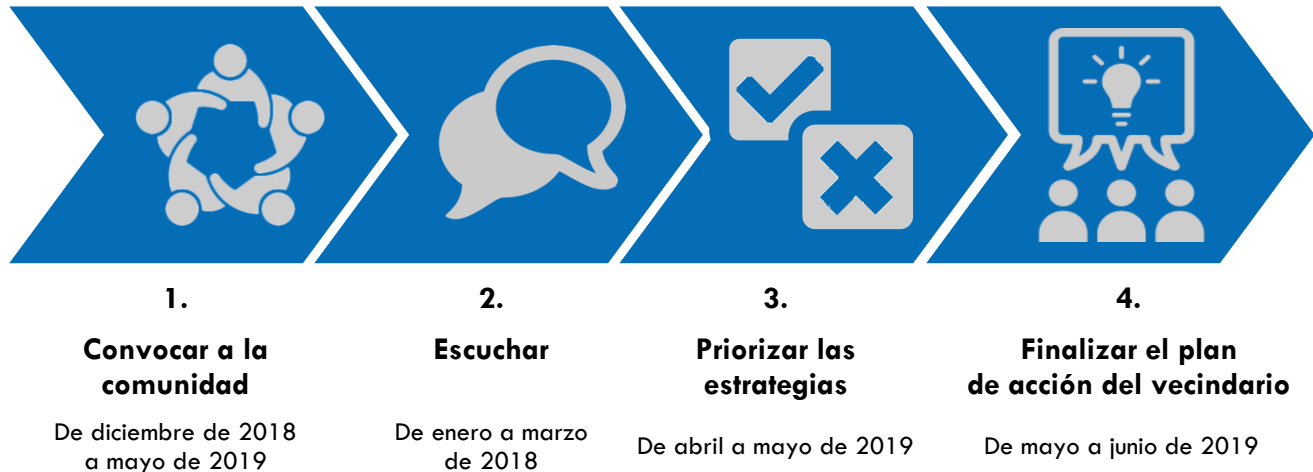 1.
Convocar a la
comunidad
De diciembre de 2018
a mayo de 2019
2.
Escuchar
De enero a marzo
de 2018
3.
Priorizar las
estrategias
De abril a mayo de 2019
4.
Finalizar el plan
de acción del vecindario
De mayo a junio de 2019